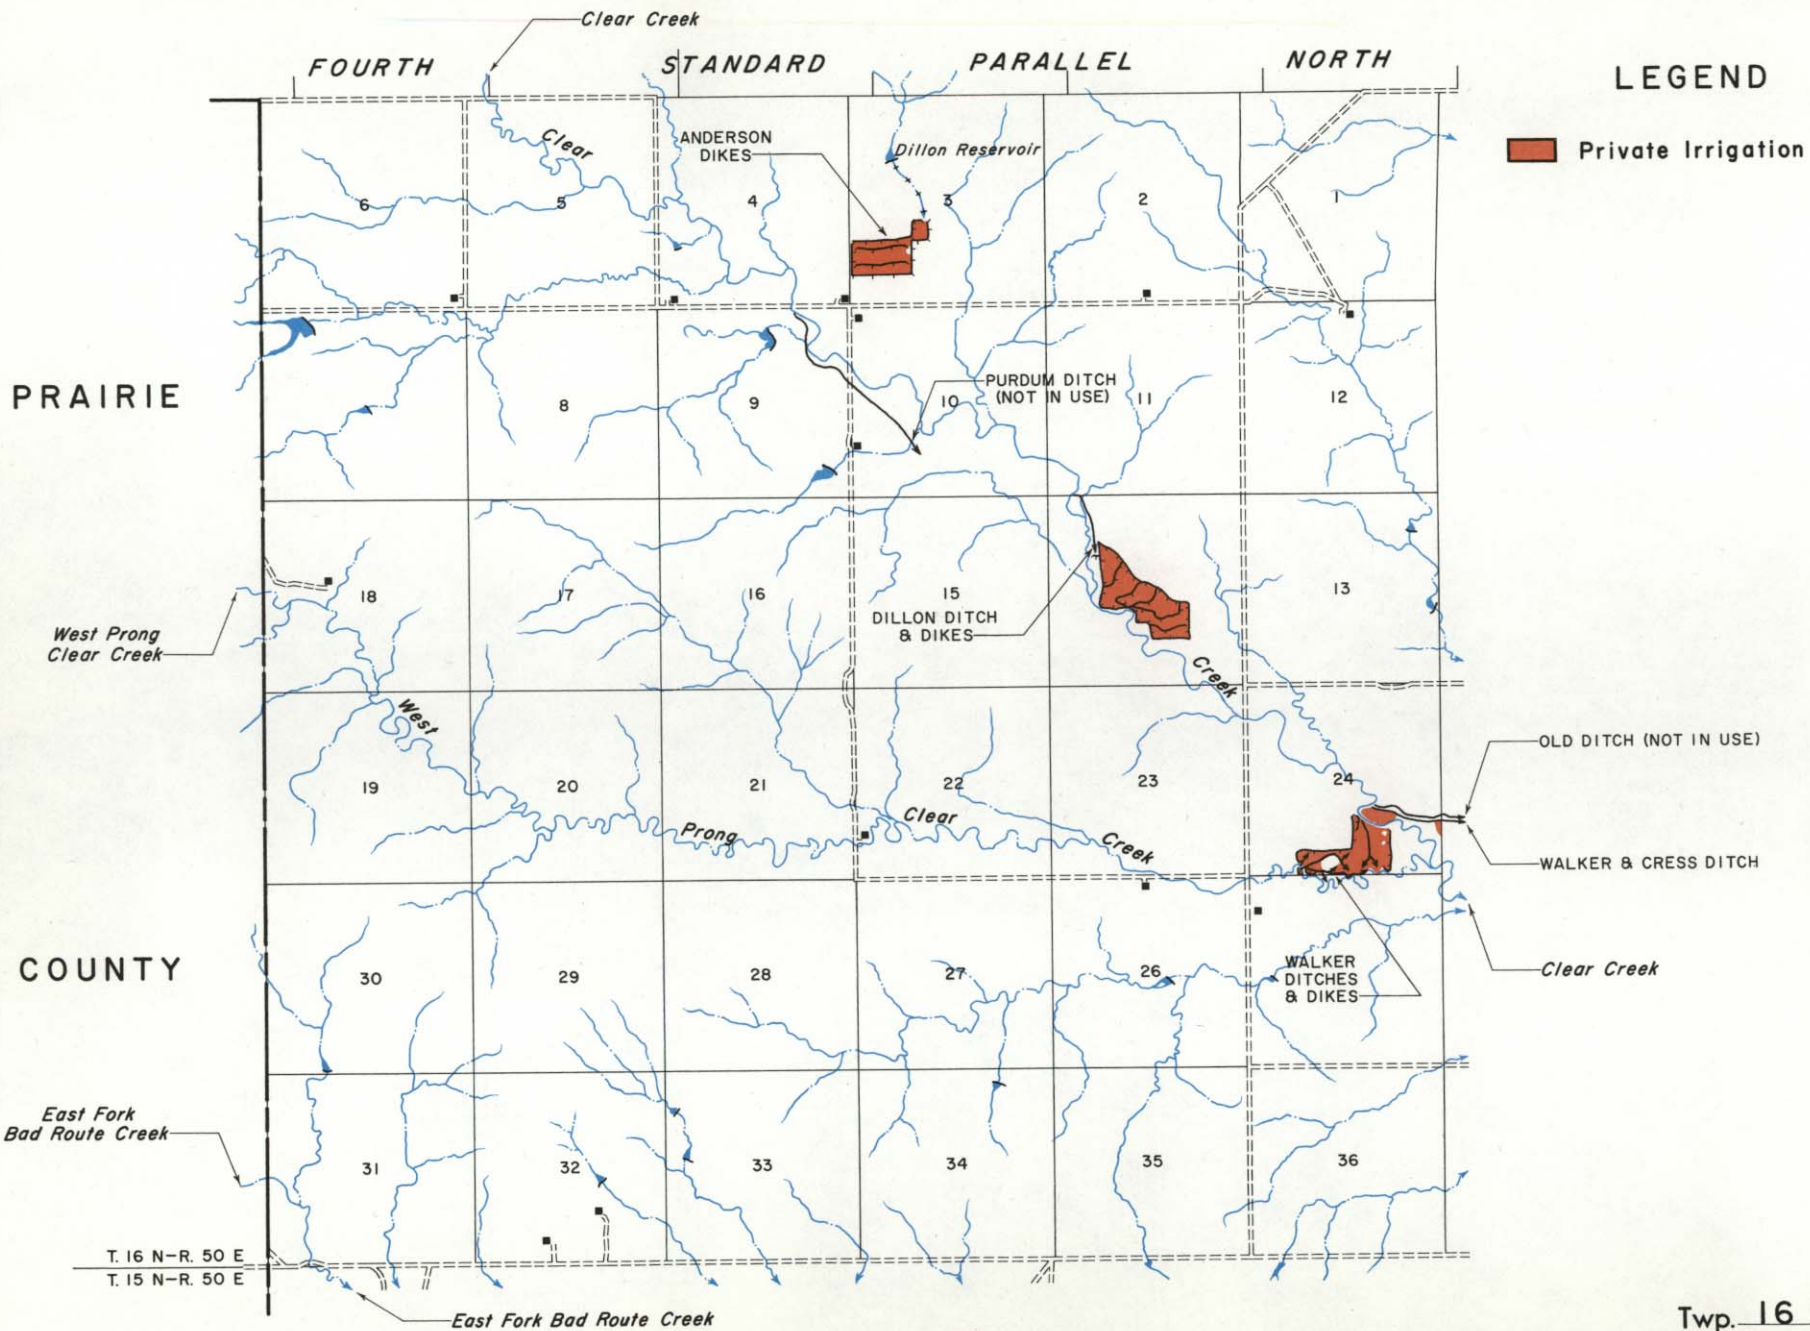 Clear Creek
FOURTH STANDARD PARALLEL NORTH
LEGEND
Private Irrigation
Clear
ANDERSON
DIKES
Dillon Reservoir
6 5 4 3 2 1
PRAIRIE
PURDUM DITCH
(NOT IN USE)
8 9 10 11 12
18 17 16 15 13
West Prong
Clear Creek
DILLON DITCH
& DIKES
Creek
West
OLD DITCH (NOT IN USE)
19 20 21 22 23 24
Prong Clear Creek
WALKER & CRESS DITCH
COUNTY
30 29 28 27 26
WALKER
DITCHES
& DIKES
Clear Creek
East Fork
Bad Route Creek
31 32 33 34 35 36
T. 16 N-R. 50 E
T. 15 N-R. 50 E
East Fork Bad Route Creek
Twp. 16